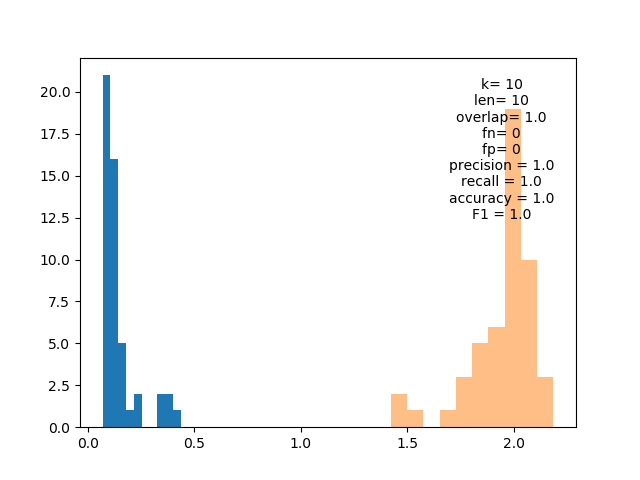 k= 10
len= 10
overlap= 1.0
fn= 0
fp= 0
precision = 1.0
recall = 1.0
accuracy = 1.0
F1 = 1.0
20.0
17.5
15.0
12.5
10.0
7.5
5.0
2.5
0.0
0.0 0.5 1.0 1.5 2.0